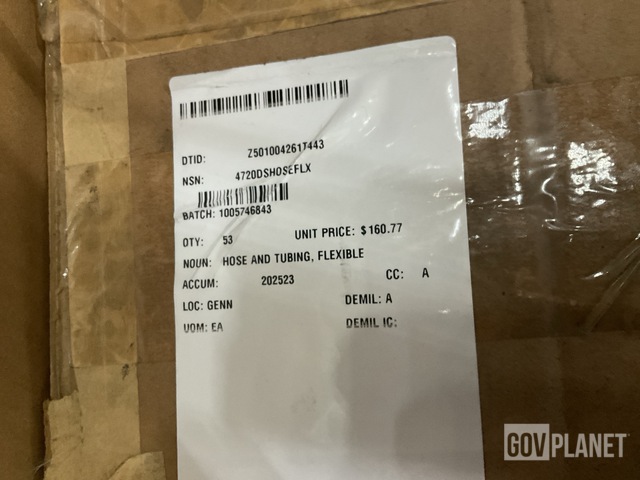 DTID: Z501004261T443
NSN: 4720DSHOSEFLX
BATCH: 1005746843
QTY: 53 UNIT PRICE: $160.77
NOUN: HOSE AND TUBING, FLEXIBLE
ACCUM: 202523 CC: A
LOC: GENN DEMIL: A
UOM: EA DEMIL IC:
GOVPLANET